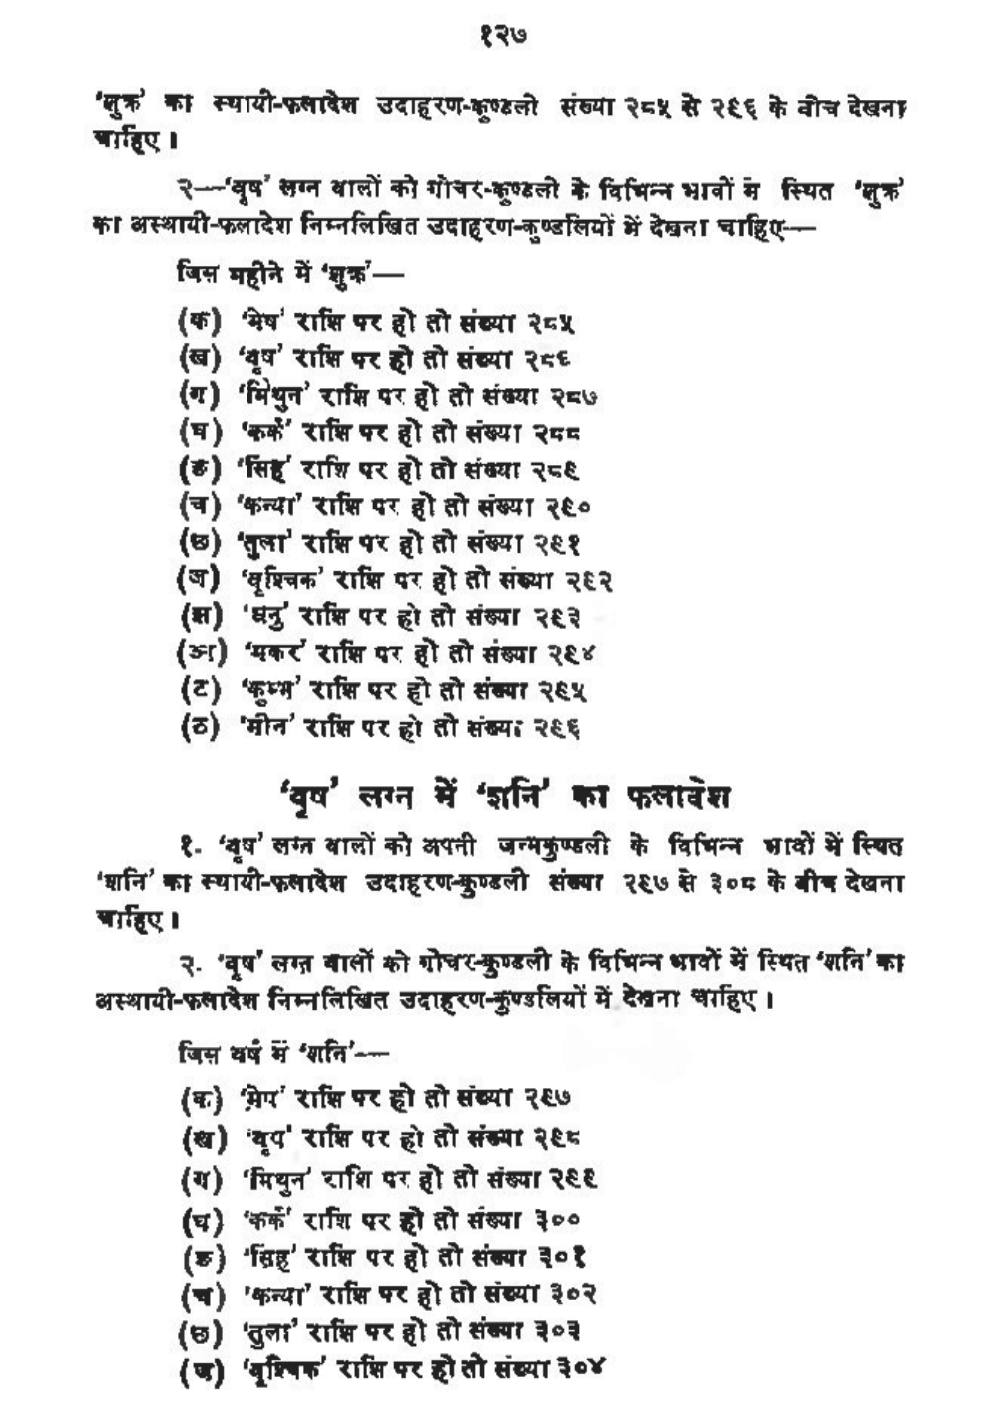 १२७
‘शुक्र’ का स्थायी-फलादेश उदाहरण-कुण्डली संख्या २८५ से २९६ के बीच देखना
चाहिए।
२—‘वृष’ लग्न वालों को गोचर-कुण्डली के विभिन्न भावों में स्थित ‘शुक्र’
का अस्थायी-फलादेश निम्नलिखित उदाहरण-कुण्डलियों में देखना चाहिए—
जिस महीने में ‘शुक्र’—
(क) ‘मेष’ राशि पर हो तो संख्या २८५
(ख) ‘वृष’ राशि पर हो तो संख्या २८६
(ग) ‘मिथुन’ राशि पर हो तो संख्या २८७
(घ) ‘कर्क’ राशि पर हो तो संख्या २८८
(ङ) ‘सिंह’ राशि पर हो तो संख्या २८९
(च) ‘कन्या’ राशि पर हो तो संख्या २९०
(छ) ‘तुला’ राशि पर हो तो संख्या २९१
(ज) ‘वृश्चिक’ राशि पर हो तो संख्या २९२
(झ) ‘धनु’ राशि पर हो तो संख्या २९३
(ञ) ‘मकर’ राशि पर हो तो संख्या २९४
(ट) ‘कुम्भ’ राशि पर हो तो संख्या २९५
(ठ) ‘मीन’ राशि पर हो तो संख्या २९६
‘वृष’ लग्न में ‘शनि’ का फलादेश
१. ‘वृष’ लग्न वालों को अपनी जन्मकुण्डली के विभिन्न भावों में स्थित
‘शनि’ का स्थायी-फलादेश उदाहरण-कुण्डली संख्या २९७ से ३०८ के बीच देखना
चाहिए।
२. ‘वृष’ लग्न वालों को गोचर-कुण्डली के विभिन्न भावों में स्थित ‘शनि’ का
अस्थायी-फलादेश निम्नलिखित उदाहरण-कुण्डलियों में देखना चाहिए।
जिस वर्ष में ‘शनि’—
(क) ‘मेष’ राशि पर हो तो संख्या २९७
(ख) ‘वृष’ राशि पर हो तो संख्या २९८
(ग) ‘मिथुन’ राशि पर हो तो संख्या २९९
(घ) ‘कर्क’ राशि पर हो तो संख्या ३००
(ङ) ‘सिंह’ राशि पर हो तो संख्या ३०१
(च) ‘कन्या’ राशि पर हो तो संख्या ३०२
(छ) ‘तुला’ राशि पर हो तो संख्या ३०३
(ज) ‘वृश्चिक’ राशि पर हो तो संख्या ३०४